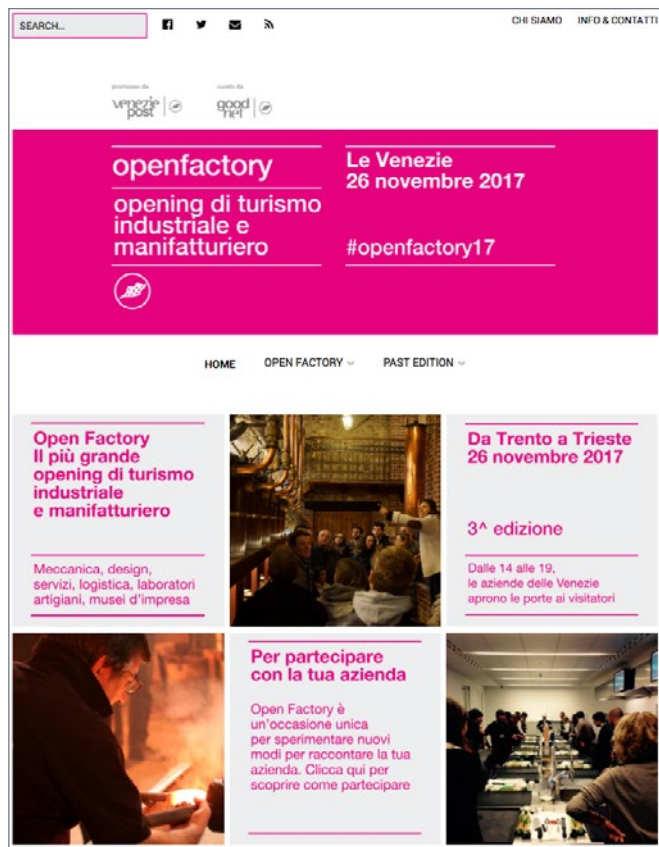 SEARCH...
CHI SIAMO
INFO & CONTATTI
promosso da
venezie
post
curato da
good
net
openfactory
opening di turismo
industriale e
manifatturiero
Le Venezie
26 novembre 2017
#openfactory17
HOME
OPEN FACTORY
PAST EDITION
Open Factory
Il più grande
opening di turismo
industriale
e manifatturiero
Meccanica, design,
servizi, logistica, laboratori
artigiani, musei d'impresa
Da Trento a Trieste
26 novembre 2017
3^ edizione
Dalle 14 alle 19,
le aziende delle Venezie
aprono le porte ai visitatori
Per partecipare
con la tua azienda
Open Factory è
un'occasione unica
per sperimentare nuovi
modi per raccontare la tua
azienda. Clicca qui per
scoprire come partecipare